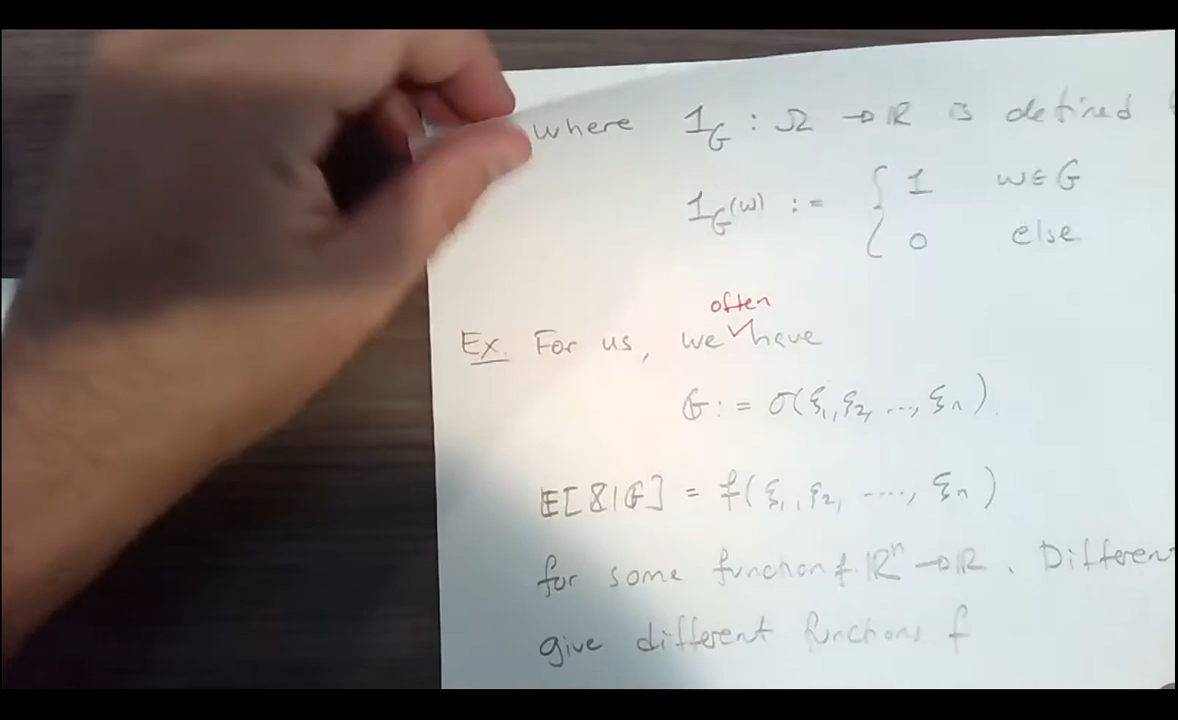 where 1_G : Ω → ℝ is defined
1_G(ω) := { 1 ω∈G
0 else
often
Ex. For us, we ✓ have
G := σ(ξ₁, ξ₂, ..., ξₙ).
E[Z|G] = f(ξ₁, ξ₂, ...., ξₙ)
for some function f: ℝⁿ → ℝ. Differen
give different functions f